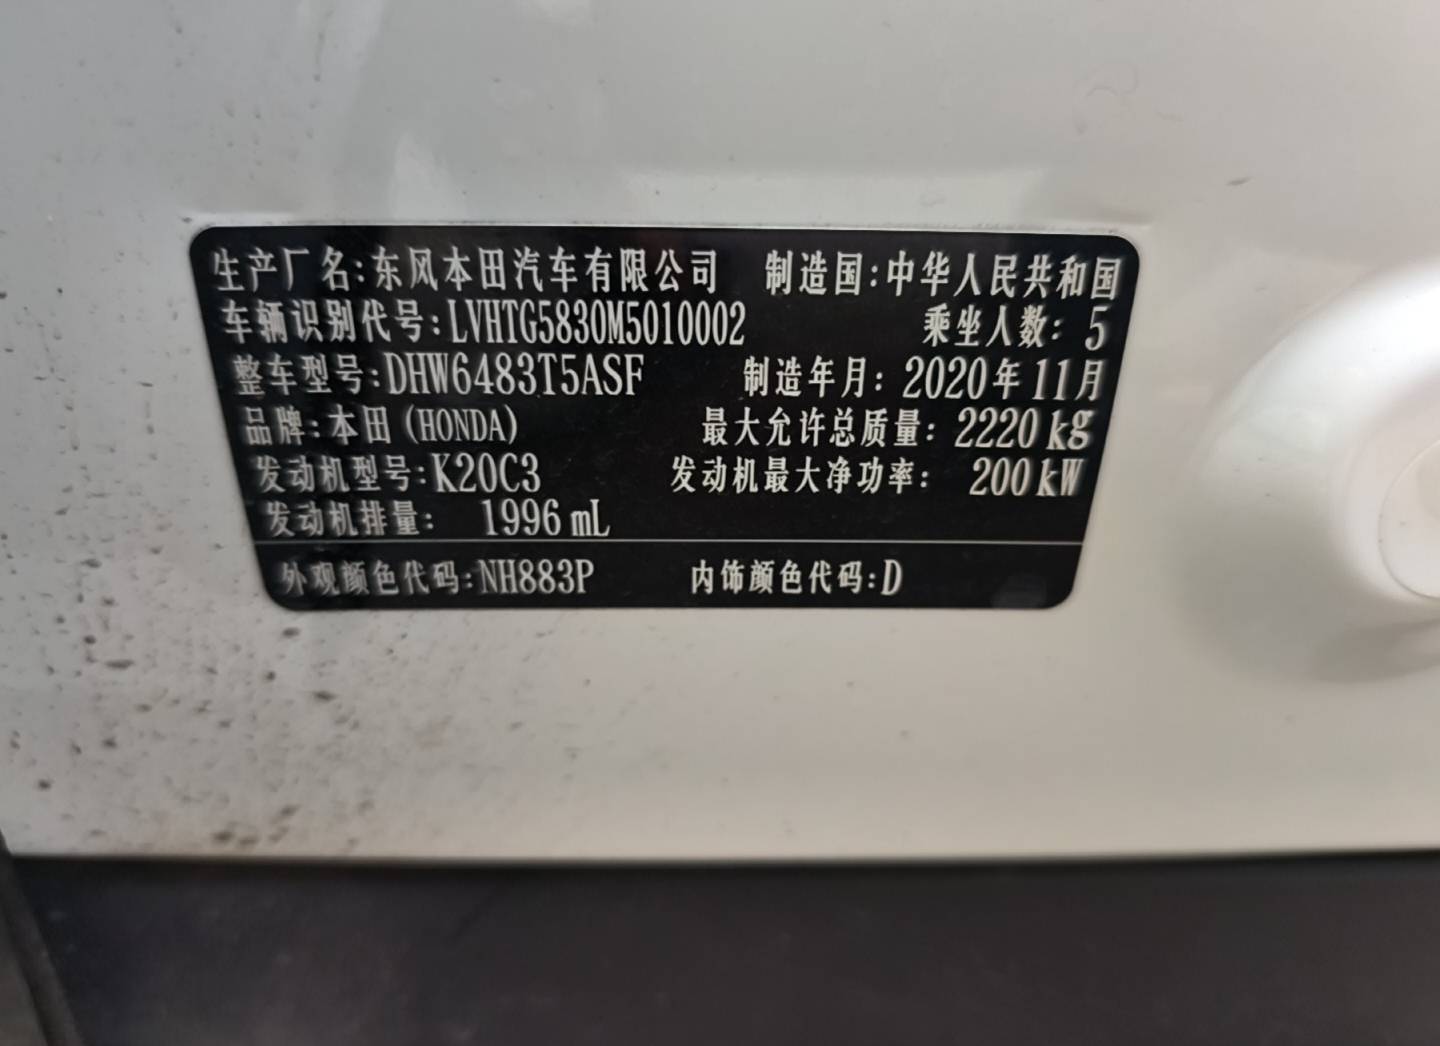 生产厂名:东风本田汽车有限公司 制造国:中华人民共和国
车辆识别代号:LVHTG5830M5010002 乘坐人数:5
整车型号:DHW6483T5ASF 制造年月:2020年11月
品牌:本田(HONDA) 最大允许总质量:2220kg
发动机型号:K20C3 发动机最大净功率:200kW
发动机排量:1996mL
外观颜色代码:NH883P 内饰颜色代码:D